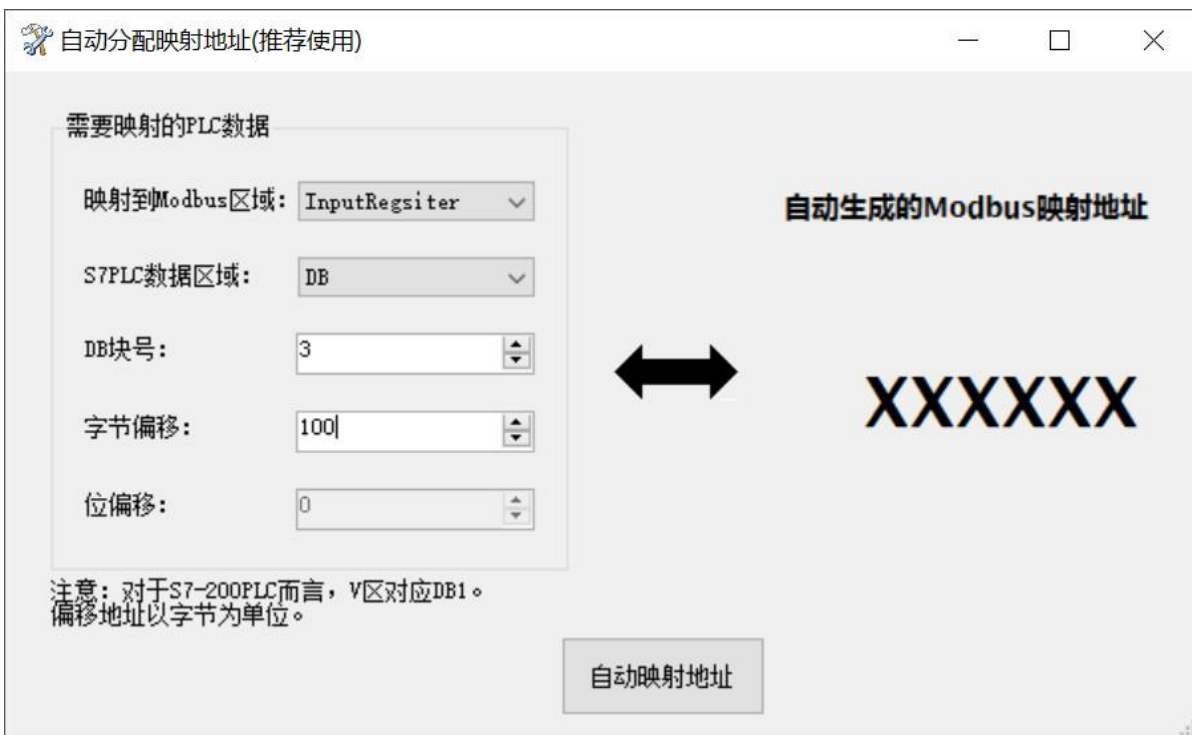 自动分配映射地址(推荐使用)
需要映射的PLC数据
映射到Modbus区域: InputRegsiter
自动生成的Modbus映射地址
S7PLC数据区域: DB
DB块号: 3
XXXXXX
字节偏移: 100
位偏移: 0
注意: 对于S7-200PLC而言，V区对应DB1。
偏移地址以字节为单位。
自动映射地址